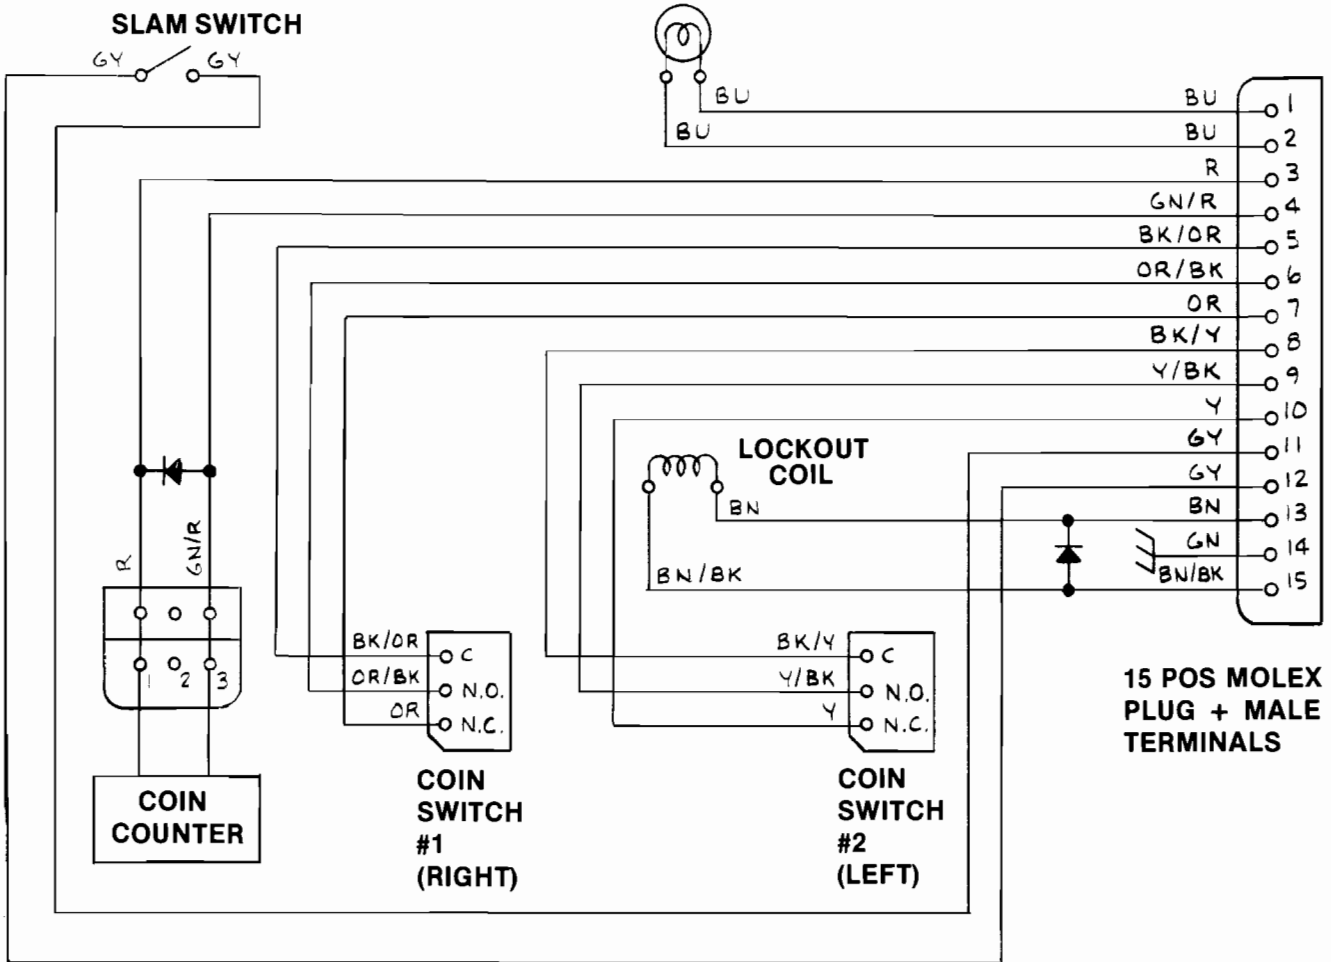 SLAM SWITCH
GY
GY
BU
BU
BU 1
BU 2
R 3
GN/R 4
BK/OR 5
OR/BK 6
OR 7
BK/Y 8
Y/BK 9
Y 10
GY 11
GY 12
BN 13
GN 14
BN/BK 15
LOCKOUT
COIL
BN
BN/BK
R
GN/R
1 2 3
COIN
COUNTER
BK/OR C
OR/BK N.O.
OR N.C.
COIN
SWITCH
#1
(RIGHT)
BK/Y C
Y/BK N.O.
Y N.C.
COIN
SWITCH
#2
(LEFT)
15 POS MOLEX
PLUG + MALE
TERMINALS